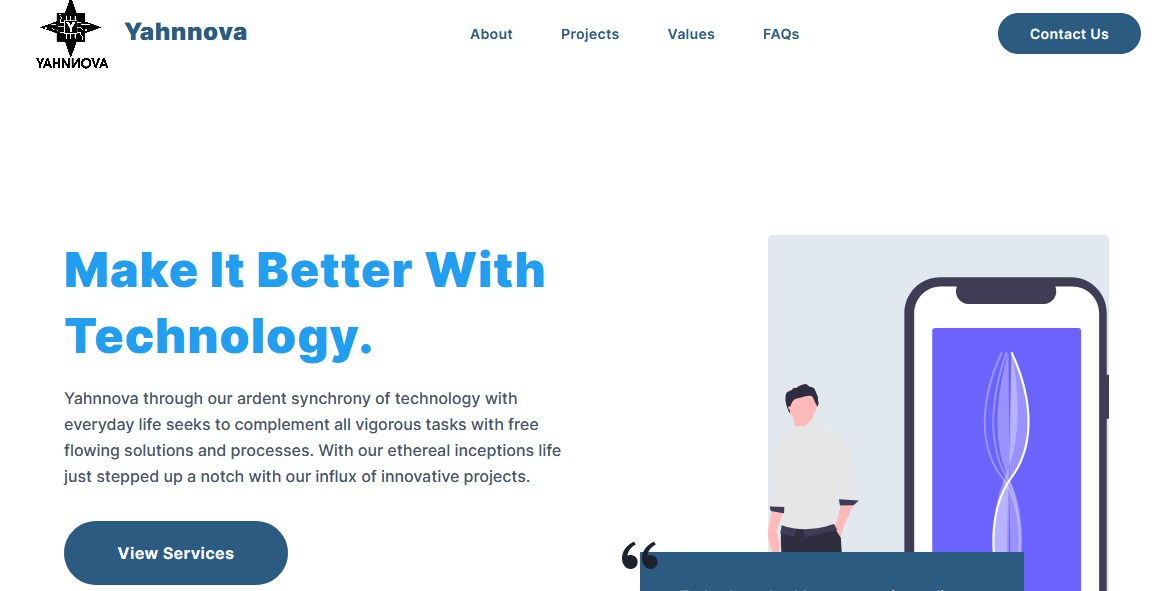 Y
YAHNИOVA
Yahnnova
About
Projects
Values
FAQs
Contact Us
Make It Better With
Technology.
Yahnnova through our ardent synchrony of technology with
everyday life seeks to complement all vigorous tasks with free
flowing solutions and processes. With our ethereal inceptions life
just stepped up a notch with our influx of innovative projects.
View Services
“